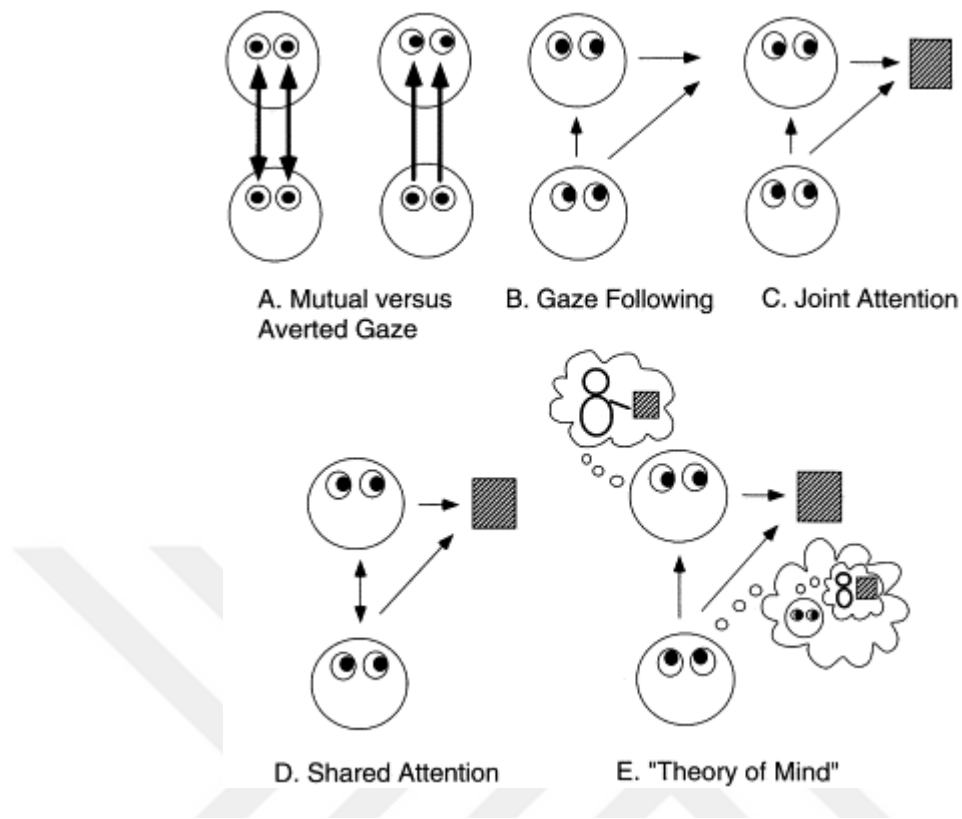 A. Mutual versus
Averted Gaze
B. Gaze Following
C. Joint Attention
D. Shared Attention
E. "Theory of Mind"